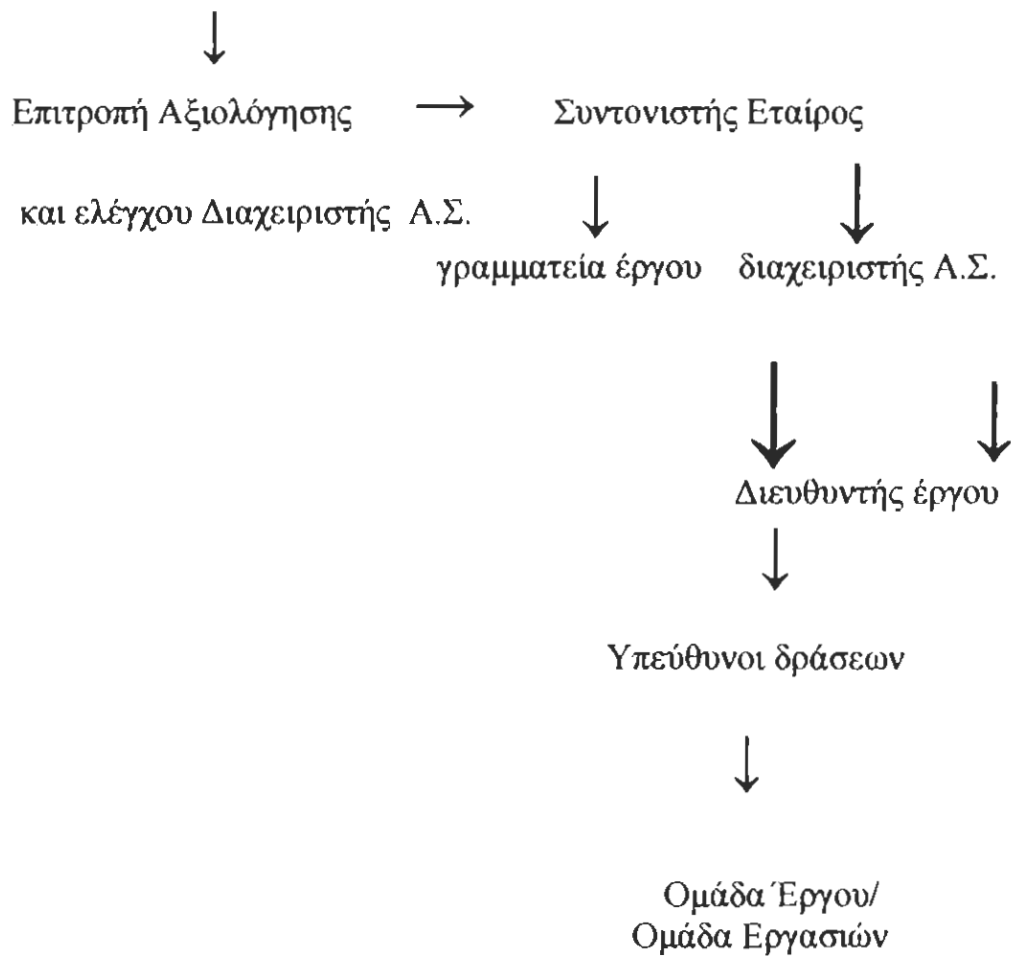 Επιτροπή Αξιολόγησης → Συντονιστής Εταίρος
και ελέγχου Διαχειριστής Α.Σ.
γραμματεία έργου διαχειριστής Α.Σ.
Διευθυντής έργου
Υπεύθυνοι δράσεων
Ομάδα Έργου/
Ομάδα Εργασιών